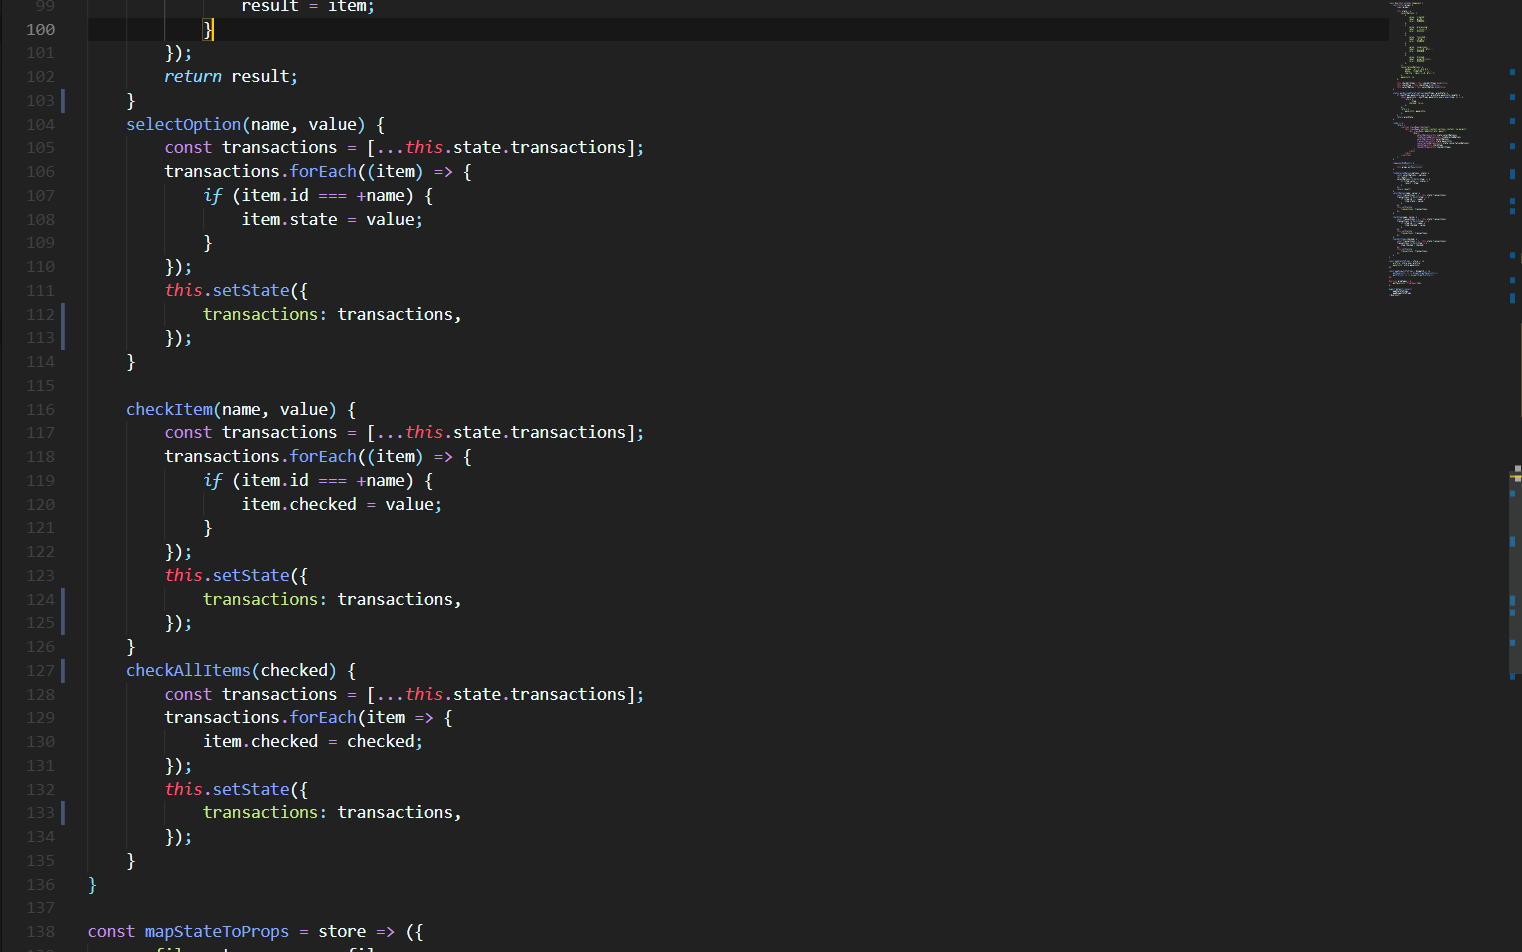 99 result = item;
100 }
101 });
102 return result;
103 }
104 selectOption(name, value) {
105 const transactions = [...this.state.transactions];
106 transactions.forEach((item) => {
107 if (item.id === +name) {
108 item.state = value;
109 }
110 });
111 this.setState({
112 transactions: transactions,
113 });
114 }
115
116 checkItem(name, value) {
117 const transactions = [...this.state.transactions];
118 transactions.forEach((item) => {
119 if (item.id === +name) {
120 item.checked = value;
121 }
122 });
123 this.setState({
124 transactions: transactions,
125 });
126 }
127 checkAllItems(checked) {
128 const transactions = [...this.state.transactions];
129 transactions.forEach(item => {
130 item.checked = checked;
131 });
132 this.setState({
133 transactions: transactions,
134 });
135 }
136 }
137
138 const mapStateToProps = store => ({